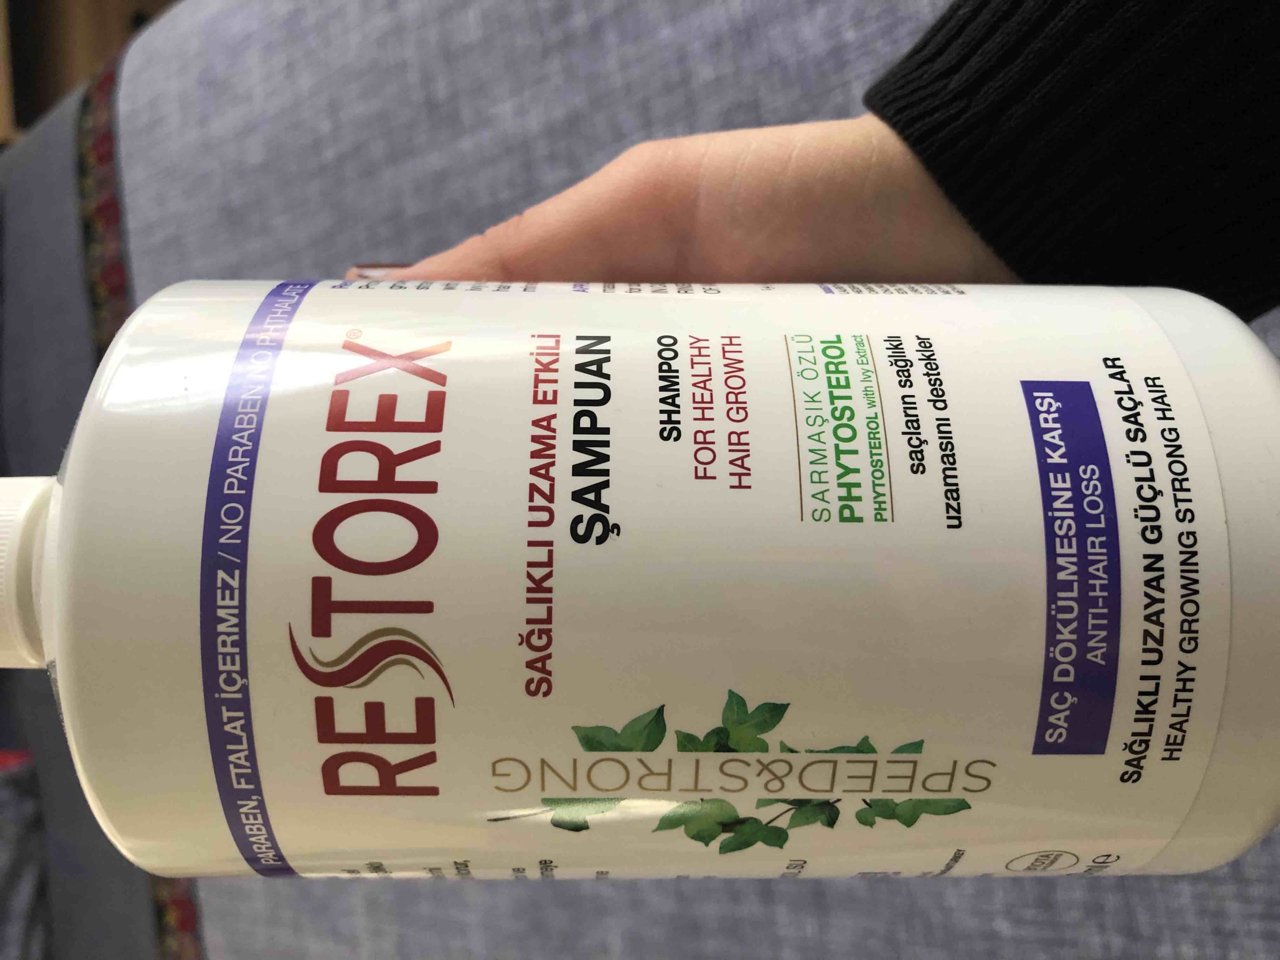 PARABEN, FTALAT İÇERMEZ / NO PARABEN NO PHTHALATE
RESTOREX®
SAĞLIKLI UZAMA ETKİLİ
ŞAMPUAN
SHAMPOO
FOR HEALTHY
HAIR GROWTH
SPEED&STRONG
SARMAŞIK ÖZLÜ
PHYTOSTEROL
PHYTOSTEROL with Ivy Extract
saçların sağlıklı
uzamasını destekler
SAÇ DÖKÜLMESİNE KARŞI
ANTI-HAIR LOSS
SAĞLIKLI UZAYAN GÜÇLÜ SAÇLAR
HEALTHY GROWING STRONG HAIR